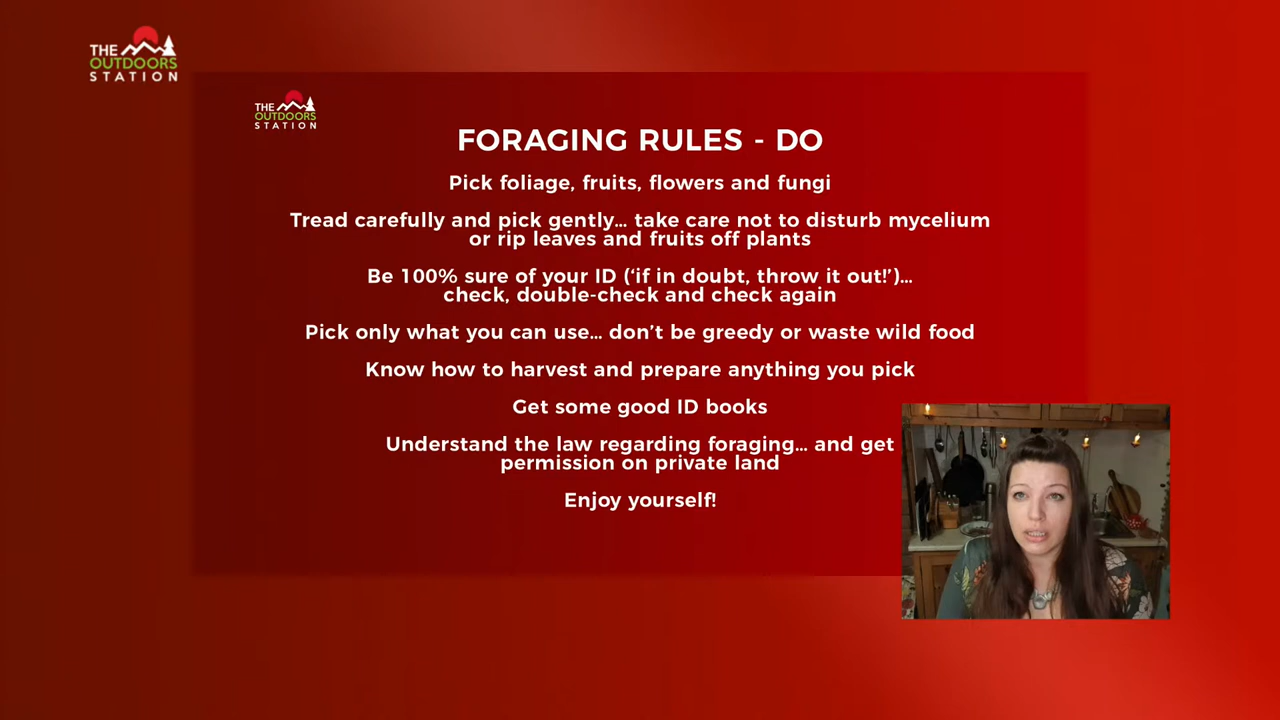 THE
OUTDOORS
STATION
THE
OUTDOORS
STATION
FORAGING RULES - DO
Pick foliage, fruits, flowers and fungi
Tread carefully and pick gently... take care not to disturb mycelium
or rip leaves and fruits off plants
Be 100% sure of your ID (‘if in doubt, throw it out!’)...
check, double-check and check again
Pick only what you can use... don’t be greedy or waste wild food
Know how to harvest and prepare anything you pick
Get some good ID books
Understand the law regarding foraging... and get
permission on private land
Enjoy yourself!